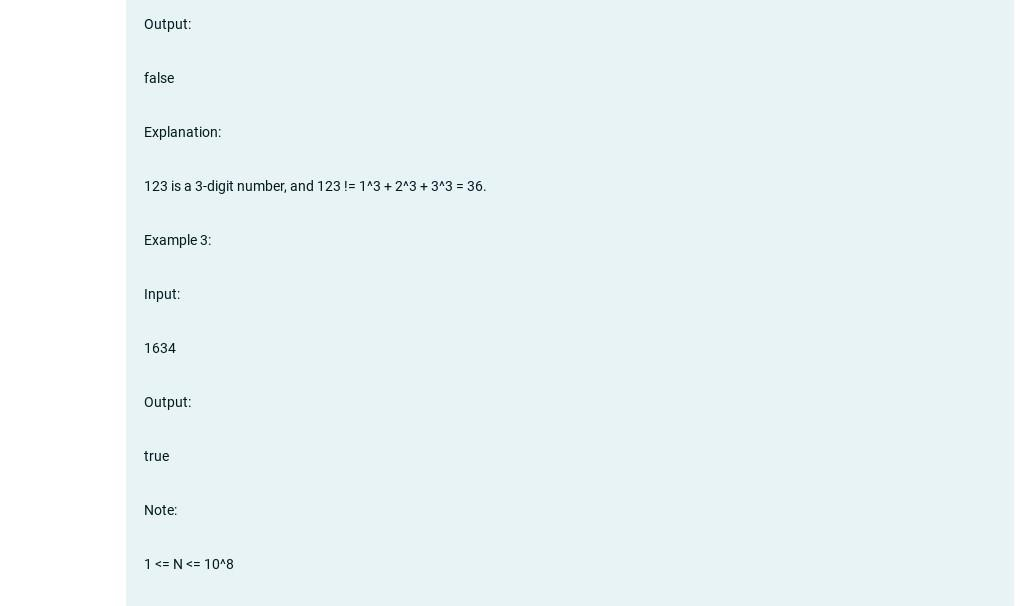 Output:
false
Explanation:
123 is a 3-digit number, and 123 != 1^3 + 2^3 + 3^3 = 36.
Example 3:
Input:
1634
Output:
true
Note:
1 <= N <= 10^8